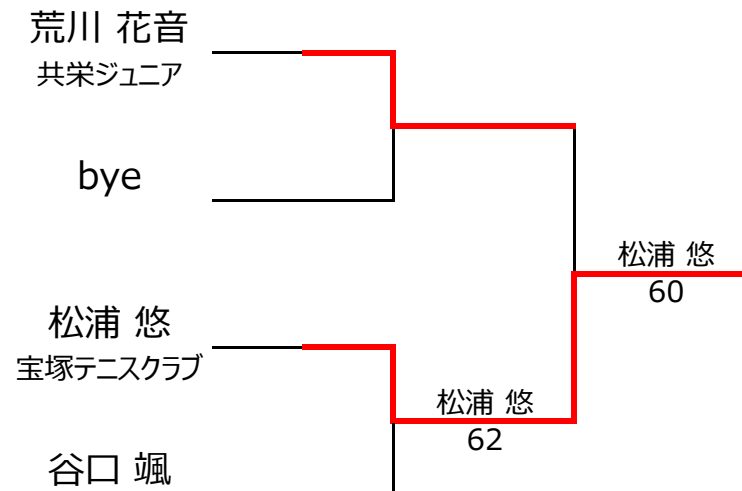 荒川 花音
共栄ジュニア
bye
松浦 悠
60
松浦 悠
宝塚テニスクラブ
松浦 悠
62
谷口 颯